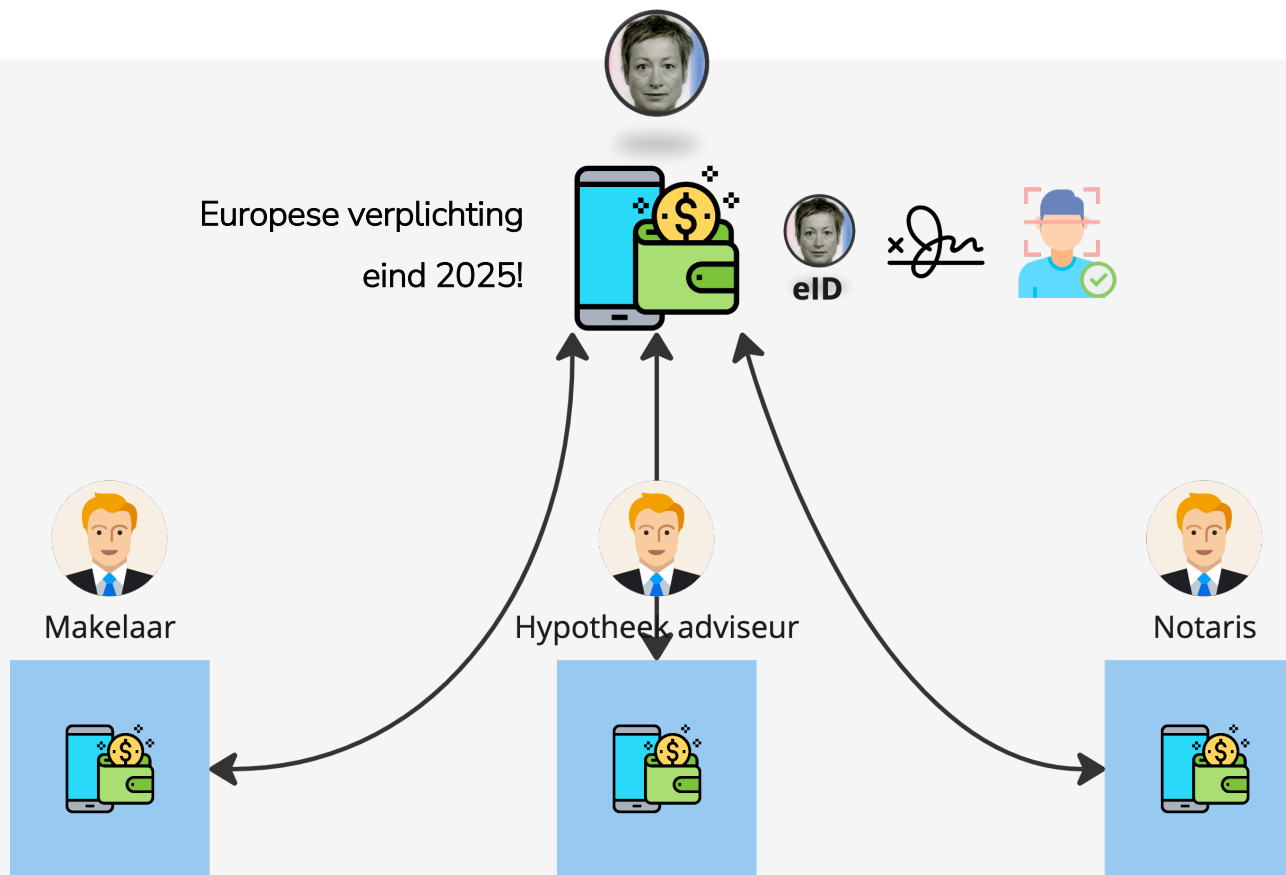 Europese verplichting
eind 2025!
eID
Makelaar
Hypotheek adviseur
Notaris